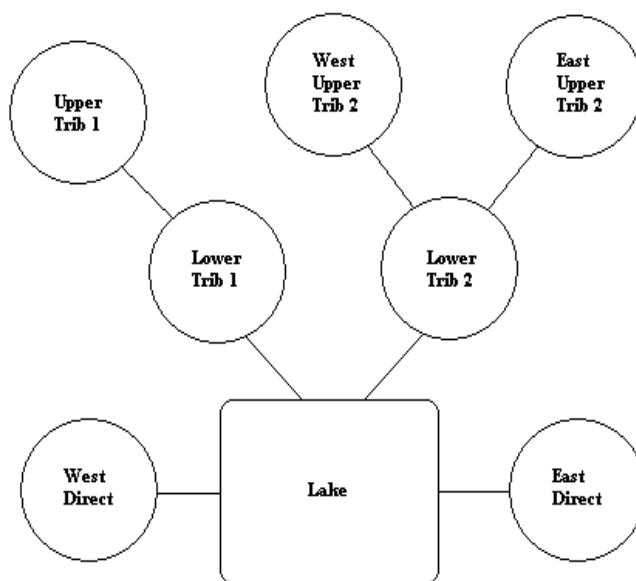 West
Upper
Trib 2
East
Upper
Trib 2
Upper
Trib 1
Lower
Trib 1
Lower
Trib 2
West
Direct
Lake
East
Direct